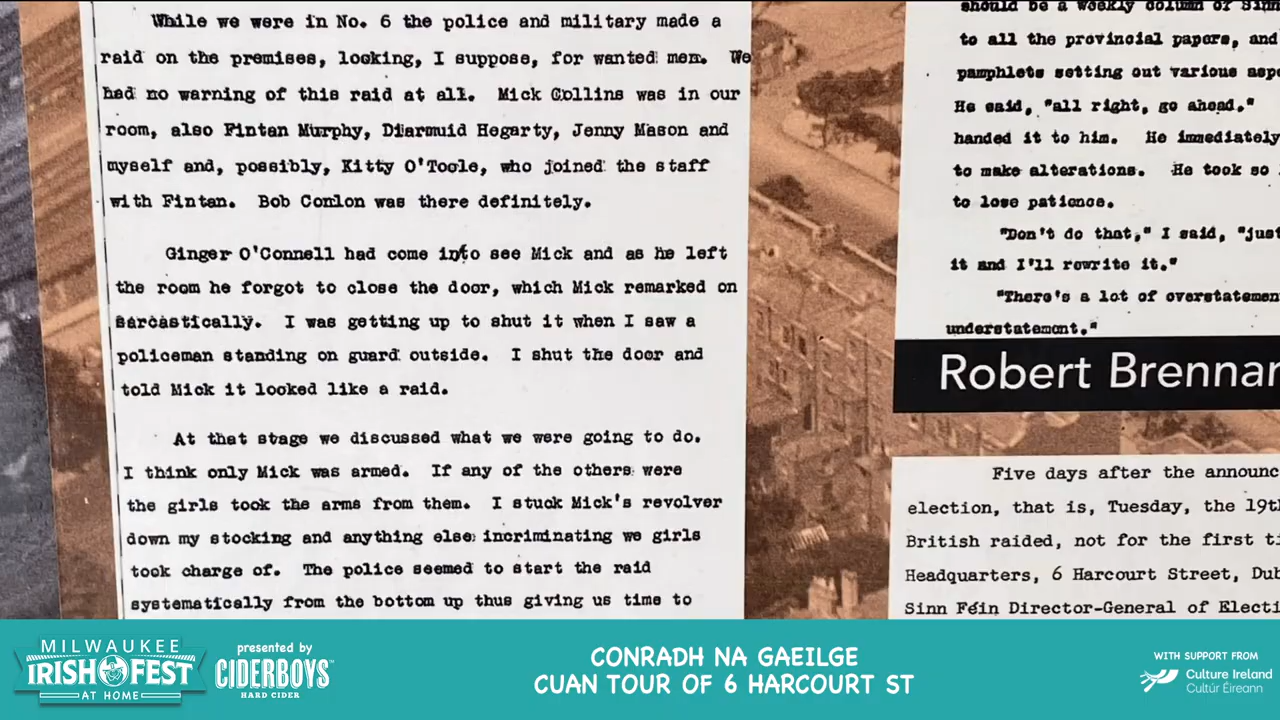 While we were in No. 6 the police and military made a
raid on the premises, looking, I suppose, for wanted men. We
had no warning of this raid at all. Mick Collins was in our
room, also Fintan Murphy, Diarmuid Hegarty, Jenny Mason and
myself and, possibly, Kitty O'Toole, who joined the staff
with Fintan. Bob Conlon was there definitely.
Ginger O'Connell had come into see Mick and as he left
the room he forgot to close the door, which Mick remarked on
sarcastically. I was getting up to shut it when I saw a
policeman standing on guard outside. I shut the door and
told Mick it looked like a raid.
At that stage we discussed what we were going to do.
I think only Mick was armed. If any of the others were
the girls took the arms from them. I stuck Mick's revolver
down my stocking and anything else incriminating we girls
took charge of. The police seemed to start the raid
systematically from the bottom up thus giving us time to
should be a weekly column of Sinn
to all the provincial papers, and
pamphlets setting out various
He said, "all right, go ahead."
handed it to him. He immediately
to make alterations. He took so
to lose patience.
"Don't do that," I said, "just
it and I'll rewrite it."
"There's a lot of
understatement."
Robert Brennan
Five days after the
election, that is, Tuesday, the 19th
British raided, not for the first
Headquarters, 6 Harcourt Street,
Sinn Féin Director-General of
MILWAUKEE
IRISH FEST
AT HOME
presented by
CIDERBOYS
HARD CIDER
CONRADH NA GAEILGE
CUAN TOUR OF 6 HARCOURT ST
WITH SUPPORT FROM
Culture Ireland
Cultúr Éireann